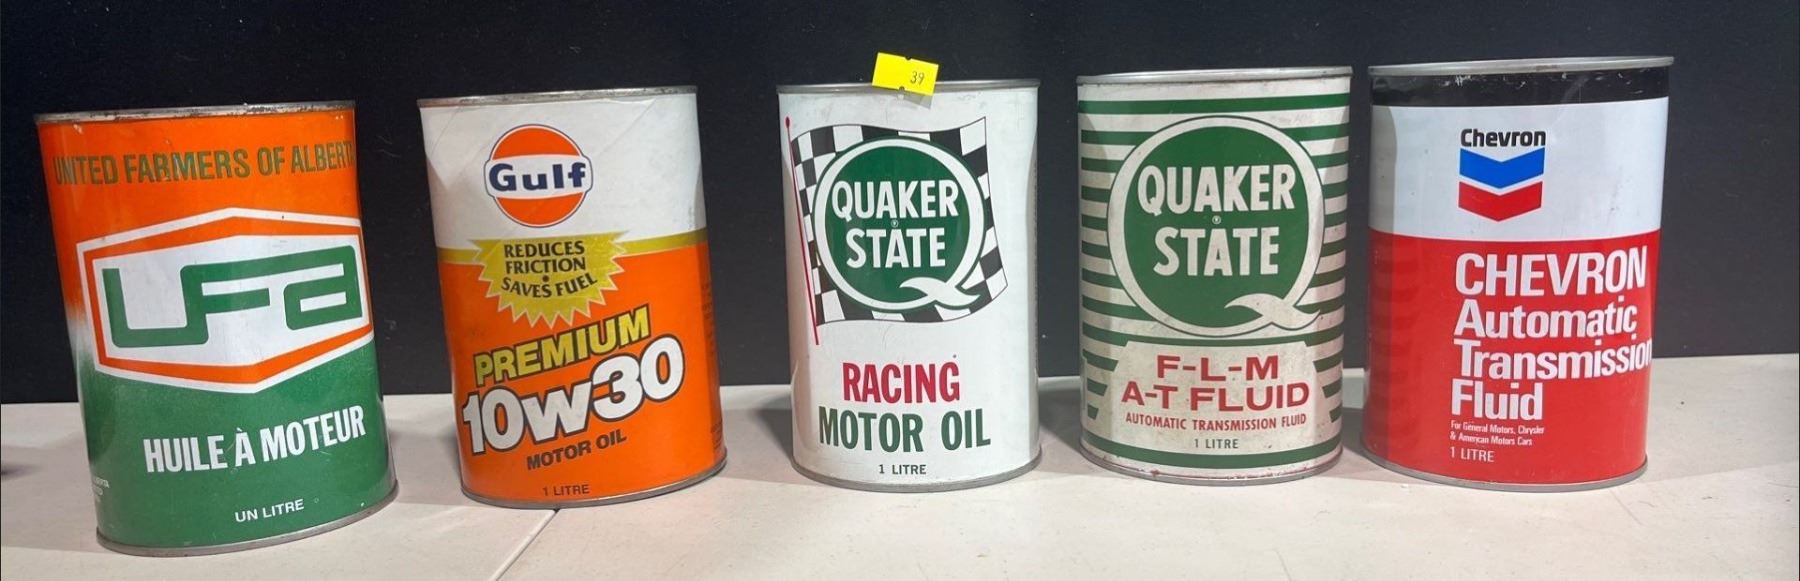 UNITED FARMERS OF ALBERTA
UFA
HUILE À MOTEUR
UN LITRE
Gulf
REDUCES
FRICTION
•
SAVES FUEL
PREMIUM
10w30
MOTOR OIL
1 LITRE
39
QUAKER
STATE
®
RACING
MOTOR OIL
1 LITRE
QUAKER
®
STATE
F-L-M
A-T FLUID
AUTOMATIC TRANSMISSION FLUID
1 LITRE
Chevron
CHEVRON
Automatic
Transmission
Fluid
For General Motors, Chrysler
& American Motors Cars
1 LITRE